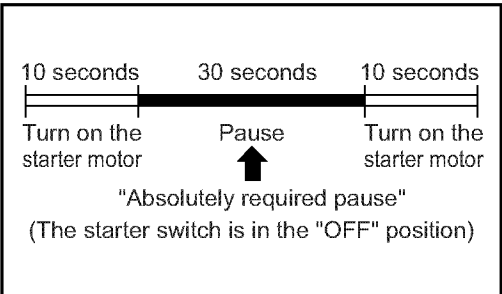 10 seconds 30 seconds 10 seconds
Turn on the Pause Turn on the
starter motor starter motor
"Absolutely required pause"
(The starter switch is in the "OFF" position)